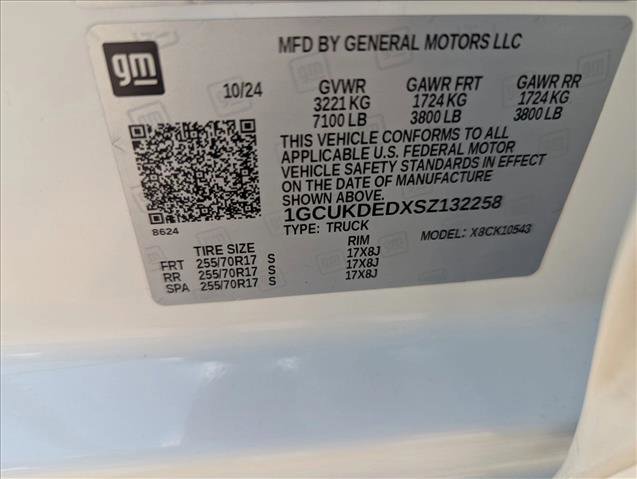 gm
MFD BY GENERAL MOTORS LLC
10/24 GVWR GAWR FRT GAWR RR
3221 KG 1724 KG 1724 KG
7100 LB 3800 LB 3800 LB
THIS VEHICLE CONFORMS TO ALL
APPLICABLE U.S. FEDERAL MOTOR
VEHICLE SAFETY STANDARDS IN EFFECT
ON THE DATE OF MANUFACTURE
SHOWN ABOVE.
1GCUKDEDXSZ132258
8624
TYPE: TRUCK MODEL: X8CK10543
TIRE SIZE RIM
FRT 255/70R17 S 17X8J
RR 255/70R17 S 17X8J
SPA 255/70R17 S 17X8J